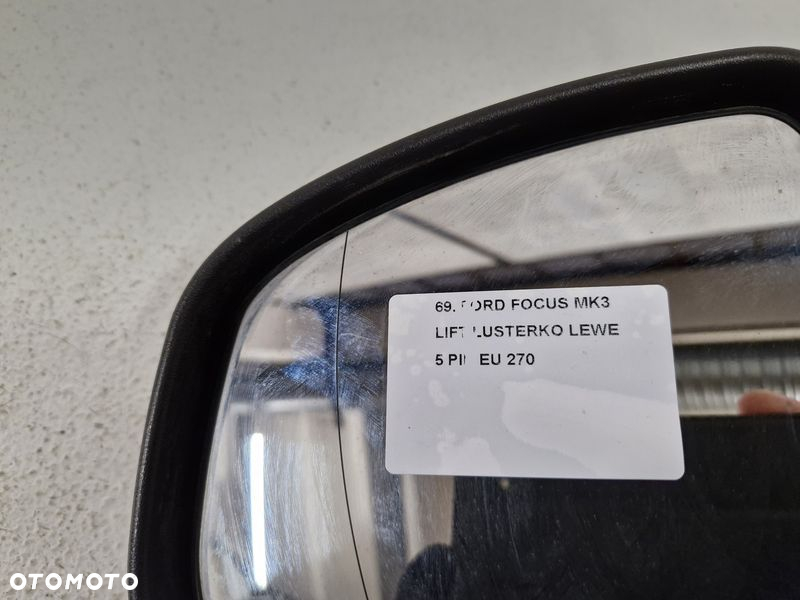 69. FORD FOCUS MK3
LIFT LUSTERKO LEWE
5 PIN EU 270
OTOMOTO